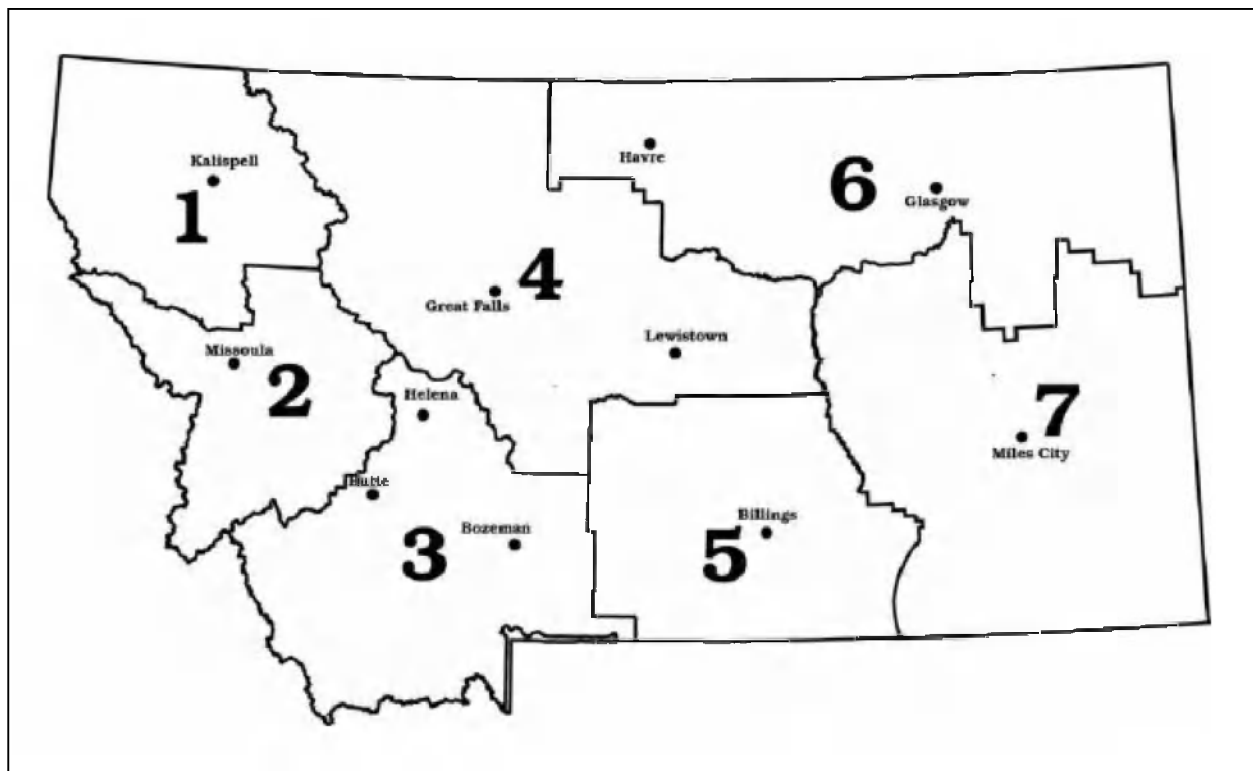 Kalispell
1
Havre
6
Glasgow
4
Great Falls
Lewistown
Missoula
2
Helena
7
Miles City
Butte
3
Bozeman
5
Billings